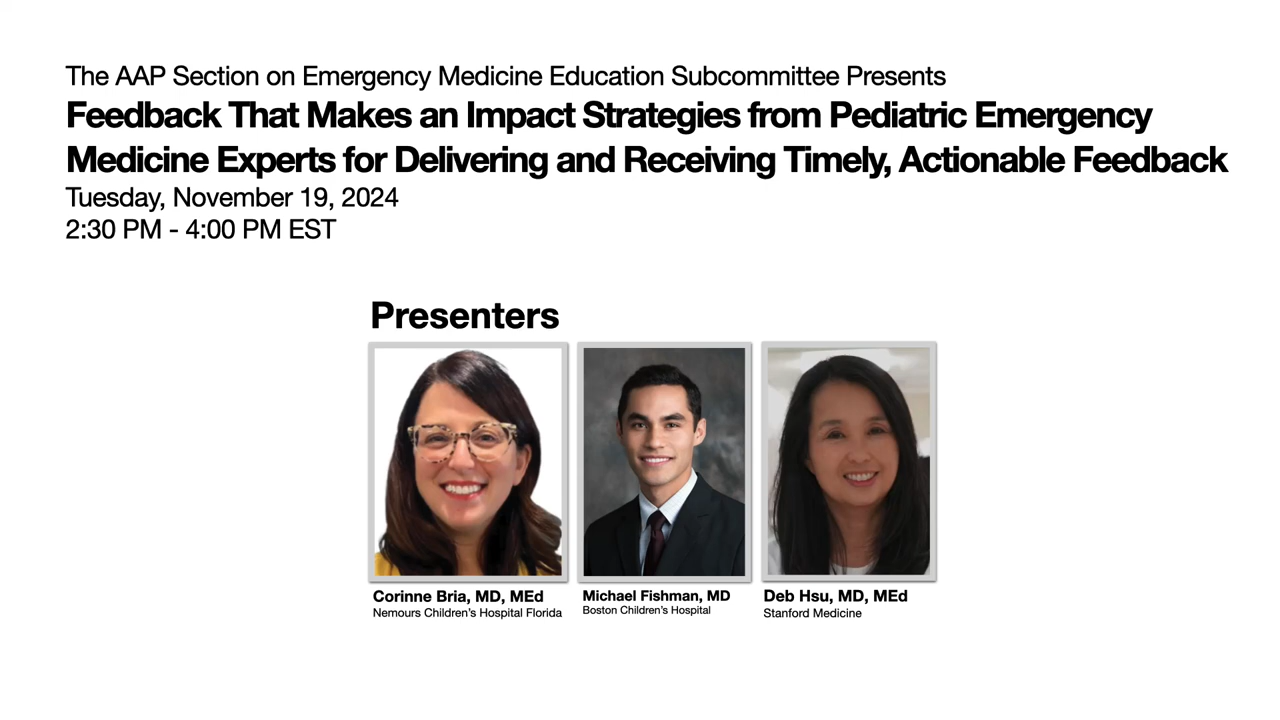 The AAP Section on Emergency Medicine Education Subcommittee Presents
Feedback That Makes an Impact Strategies from Pediatric Emergency
Medicine Experts for Delivering and Receiving Timely, Actionable Feedback
Tuesday, November 19, 2024
2:30 PM - 4:00 PM EST
Presenters
Corinne Bria, MD, MEd
Nemours Children's Hospital Florida
Michael Fishman, MD
Boston Children's Hospital
Deb Hsu, MD, MEd
Stanford Medicine